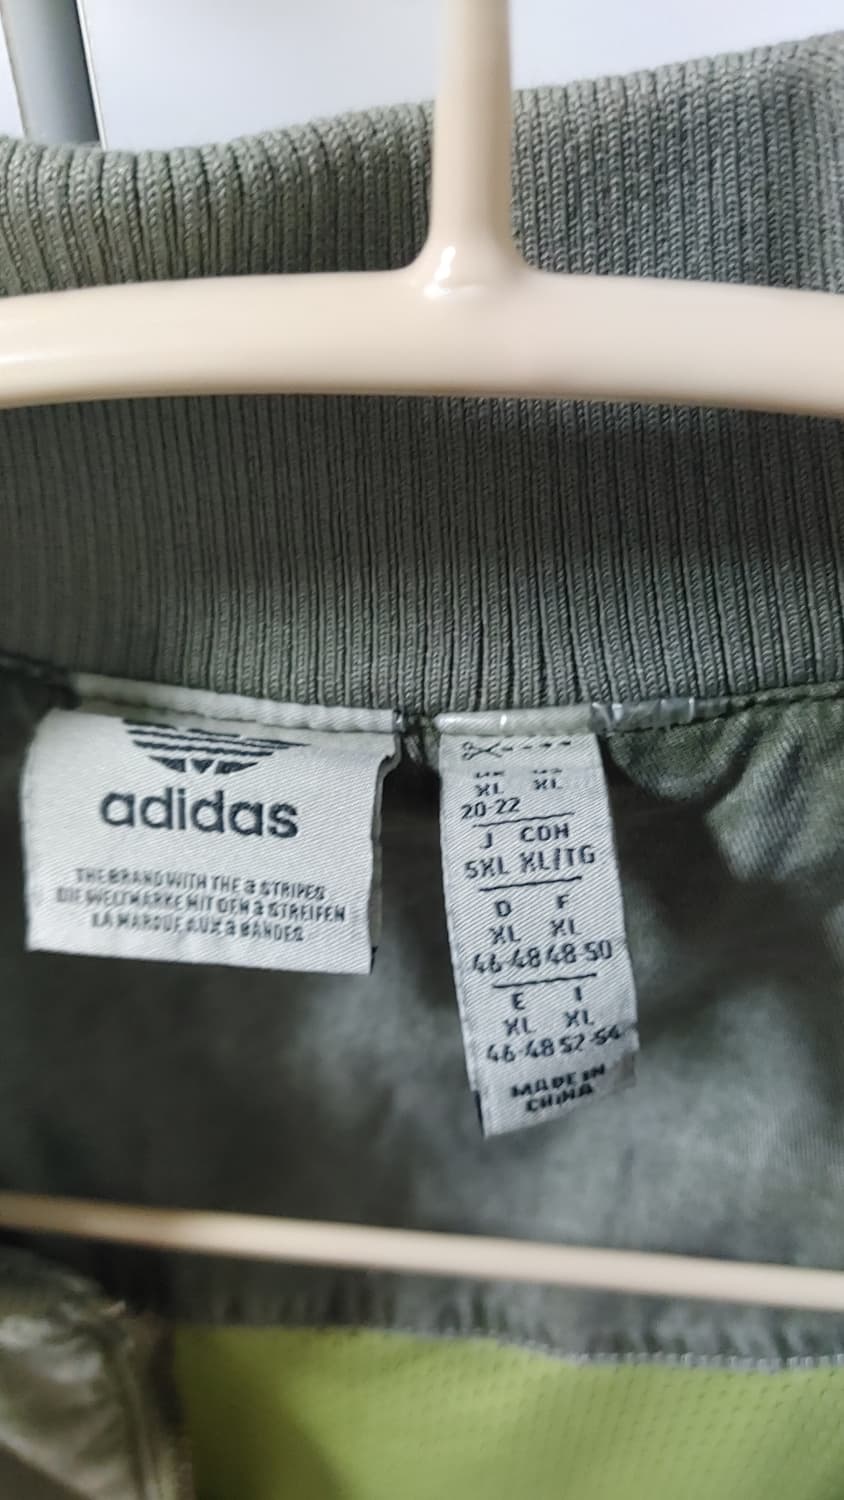 adidas
THE BRAND WITH THE 3 STRIPES
DIE WELTMARKE MIT DEN 3 STREIFEN
LA MARQUE AUX 3 BANDES
XL XL
20-22
J COH
5XL XL/TG
D F
XL XL
46-48 48-50
E I
XL XL
46-48 52-54
MADE IN
CHINA